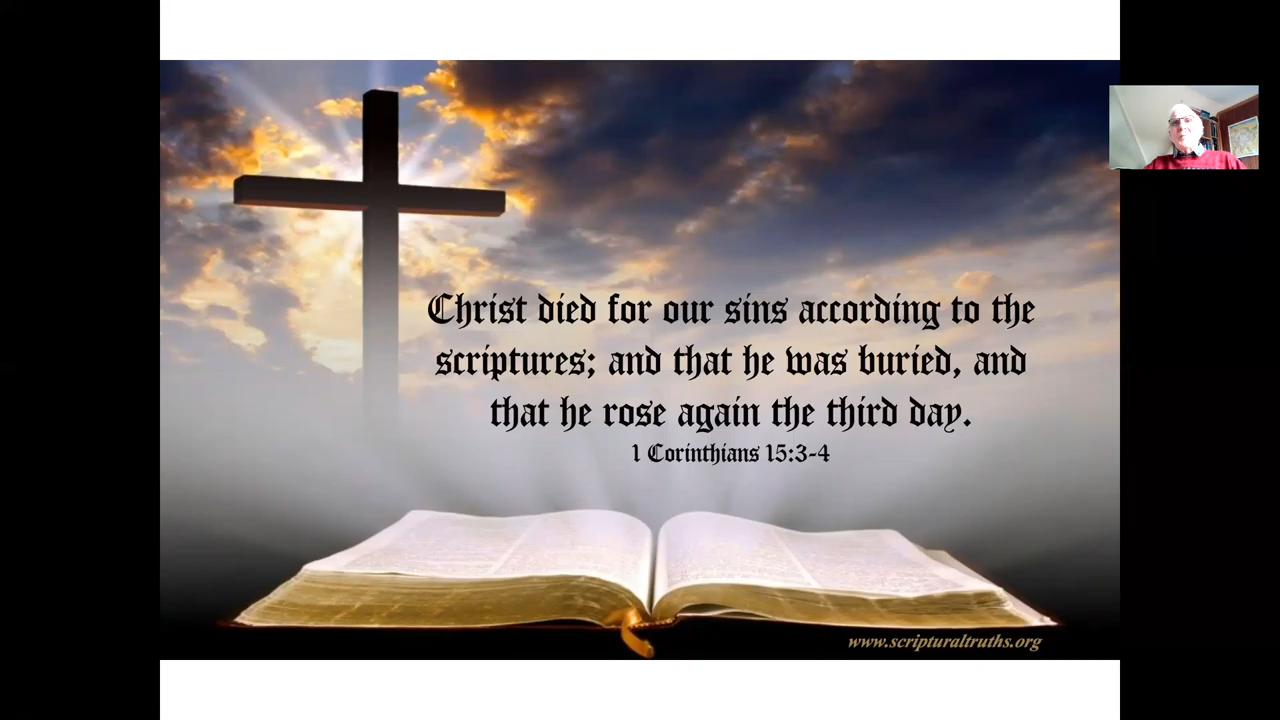 Christ died for our sins according to the
scriptures; and that he was buried, and
that he rose again the third day.
1 Corinthians 15:3-4
www.scripturaltruths.org